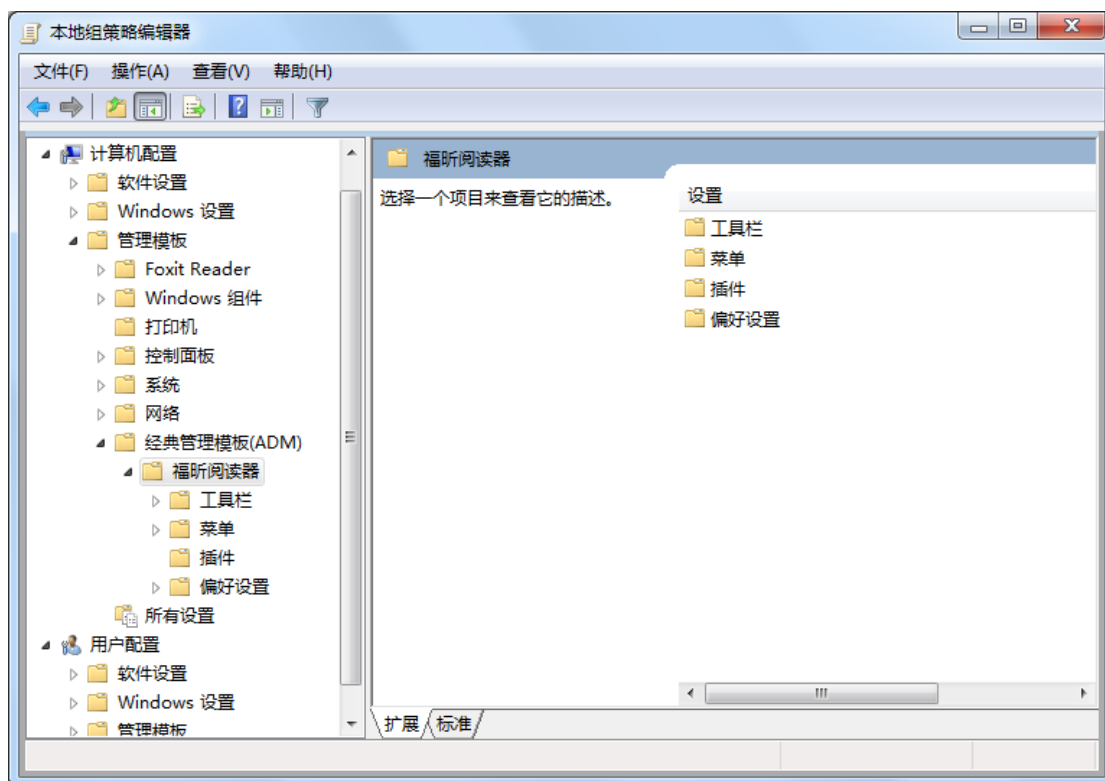 本地组策略编辑器
文件(F) 操作(A) 查看(V) 帮助(H)
计算机配置
软件设置
Windows 设置
管理模板
Foxit Reader
Windows 组件
打印机
控制面板
系统
网络
经典管理模板(ADM)
福昕阅读器
工具栏
菜单
插件
偏好设置
所有设置
用户配置
软件设置
Windows 设置
管理模板
福昕阅读器
选择一个项目来查看它的描述。
设置
工具栏
菜单
插件
偏好设置
扩展 标准